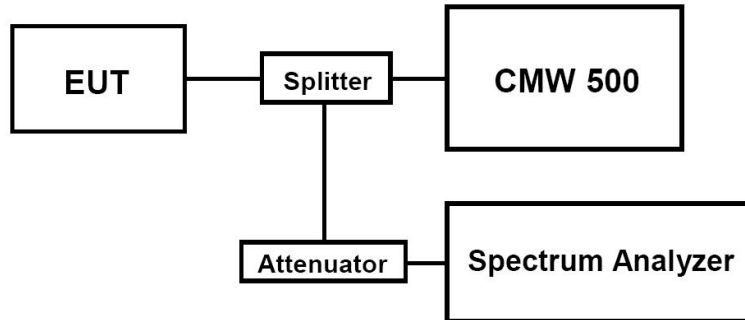 EUT
Splitter
CMW 500
Attenuator
Spectrum Analyzer